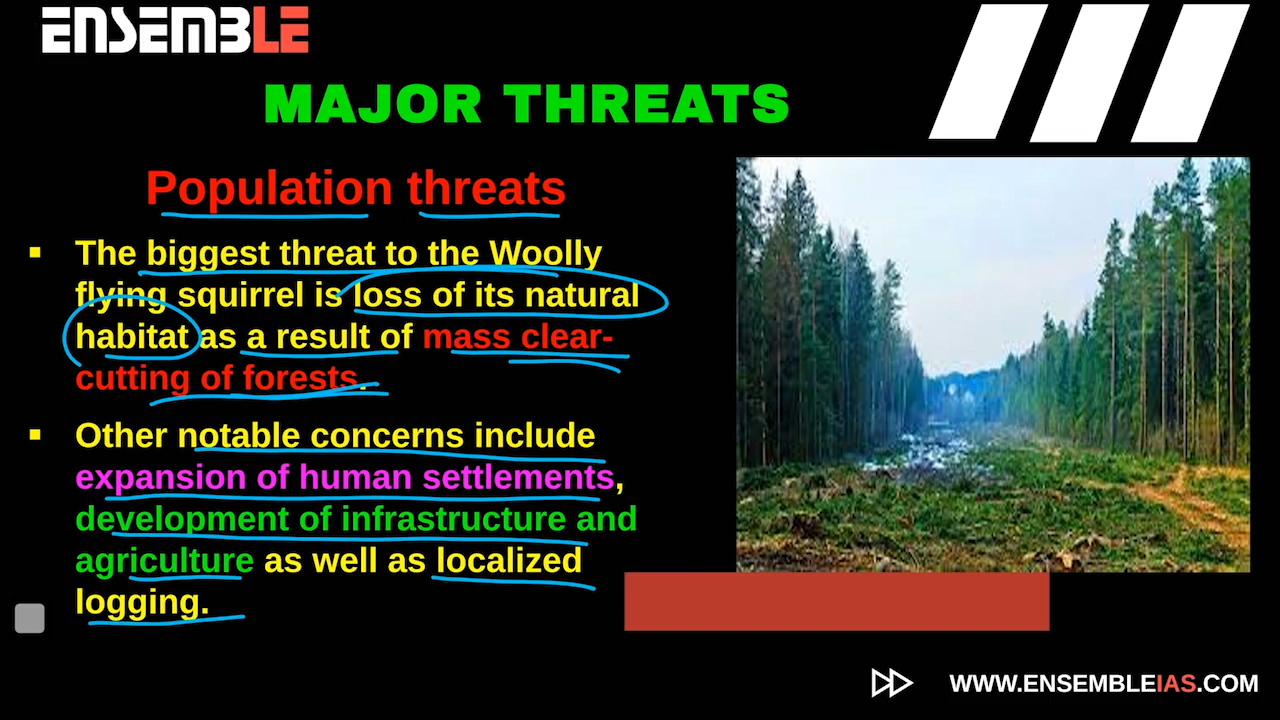 ENSEMBLE
MAJOR THREATS
Population threats
▪ The biggest threat to the Woolly
flying squirrel is loss of its natural
habitat as a result of mass clear-
cutting of forests.
▪ Other notable concerns include
expansion of human settlements,
development of infrastructure and
agriculture as well as localized
logging.
WWW.ENSEMBLEIAS.COM